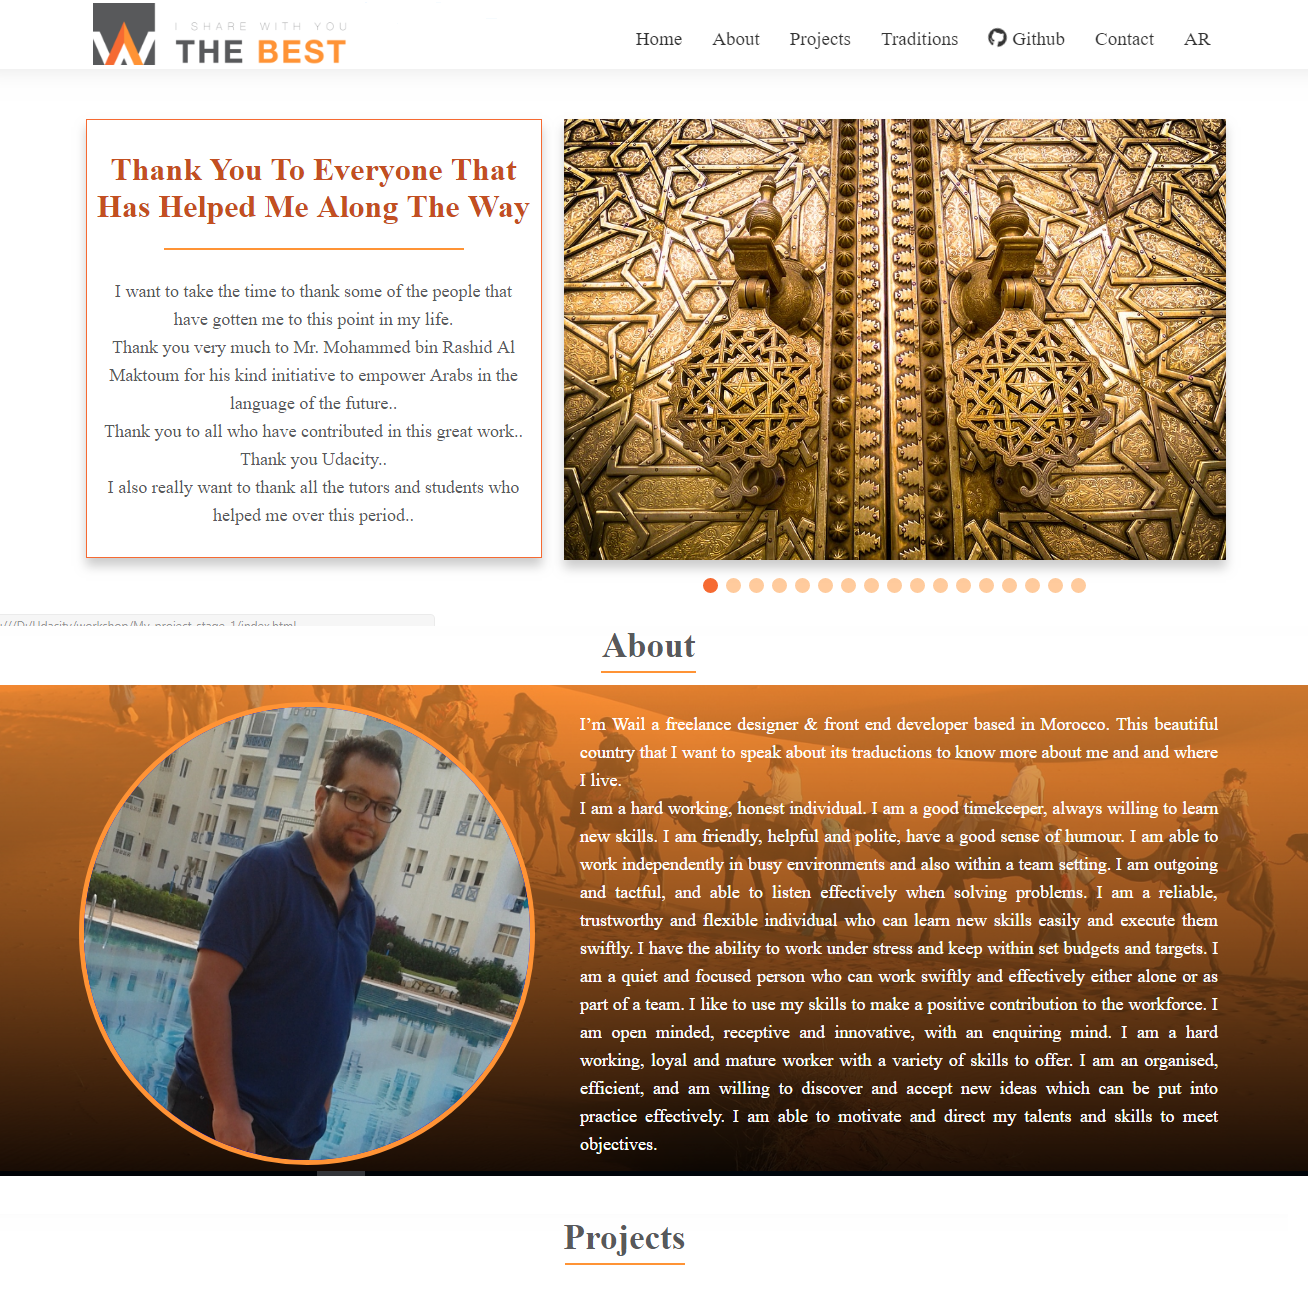 I SHARE WITH YOU
THE BEST
Home About Projects Traditions Github Contact AR
Thank You To Everyone That
Has Helped Me Along The Way
I want to take the time to thank some of the people that
have gotten me to this point in my life.
Thank you very much to Mr. Mohammed bin Rashid Al
Maktoum for his kind initiative to empower Arabs in the
language of the future..
Thank you to all who have contributed in this great work..
Thank you Udacity..
I also really want to thank all the tutors and students who
helped me over this period..
///D:/Udacity/workshop/My-project-stage-1/index.html
About
I’m Wail a freelance designer & front end developer based in Morocco. This beautiful
country that I want to speak about its traductions to know more about me and and where
I live.
I am a hard working, honest individual. I am a good timekeeper, always willing to learn
new skills. I am friendly, helpful and polite, have a good sense of humour. I am able to
work independently in busy environments and also within a team setting. I am outgoing
and tactful, and able to listen effectively when solving problems. I am a reliable,
trustworthy and flexible individual who can learn new skills easily and execute them
swiftly. I have the ability to work under stress and keep within set budgets and targets. I
am a quiet and focused person who can work swiftly and effectively either alone or as
part of a team. I like to use my skills to make a positive contribution to the workforce. I
am open minded, receptive and innovative, with an enquiring mind. I am a hard
working, loyal and mature worker with a variety of skills to offer. I am an organised,
efficient, and am willing to discover and accept new ideas which can be put into
practice effectively. I am able to motivate and direct my talents and skills to meet
objectives.
Projects